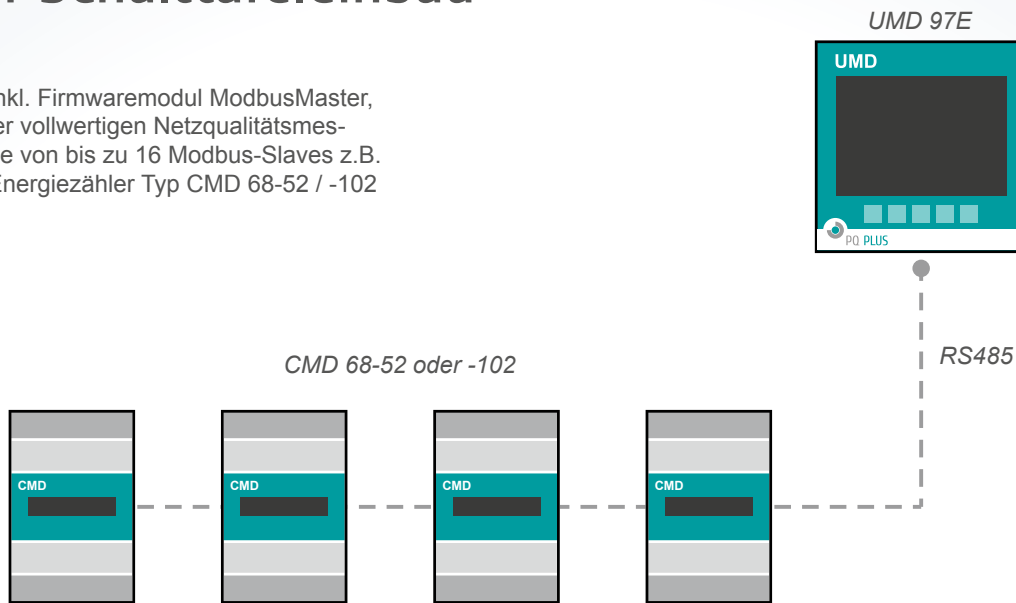 UMD 97E
UMD
nkl. Firmwaremodul ModbusMaster,
er vollwertigen Netzqualitätsmes-
e von bis zu 16 Modbus-Slaves z.B.
Energiezähler Typ CMD 68-52 / -102
PQ PLUS
RS485
CMD 68-52 oder -102
CMD
CMD
CMD
CMD